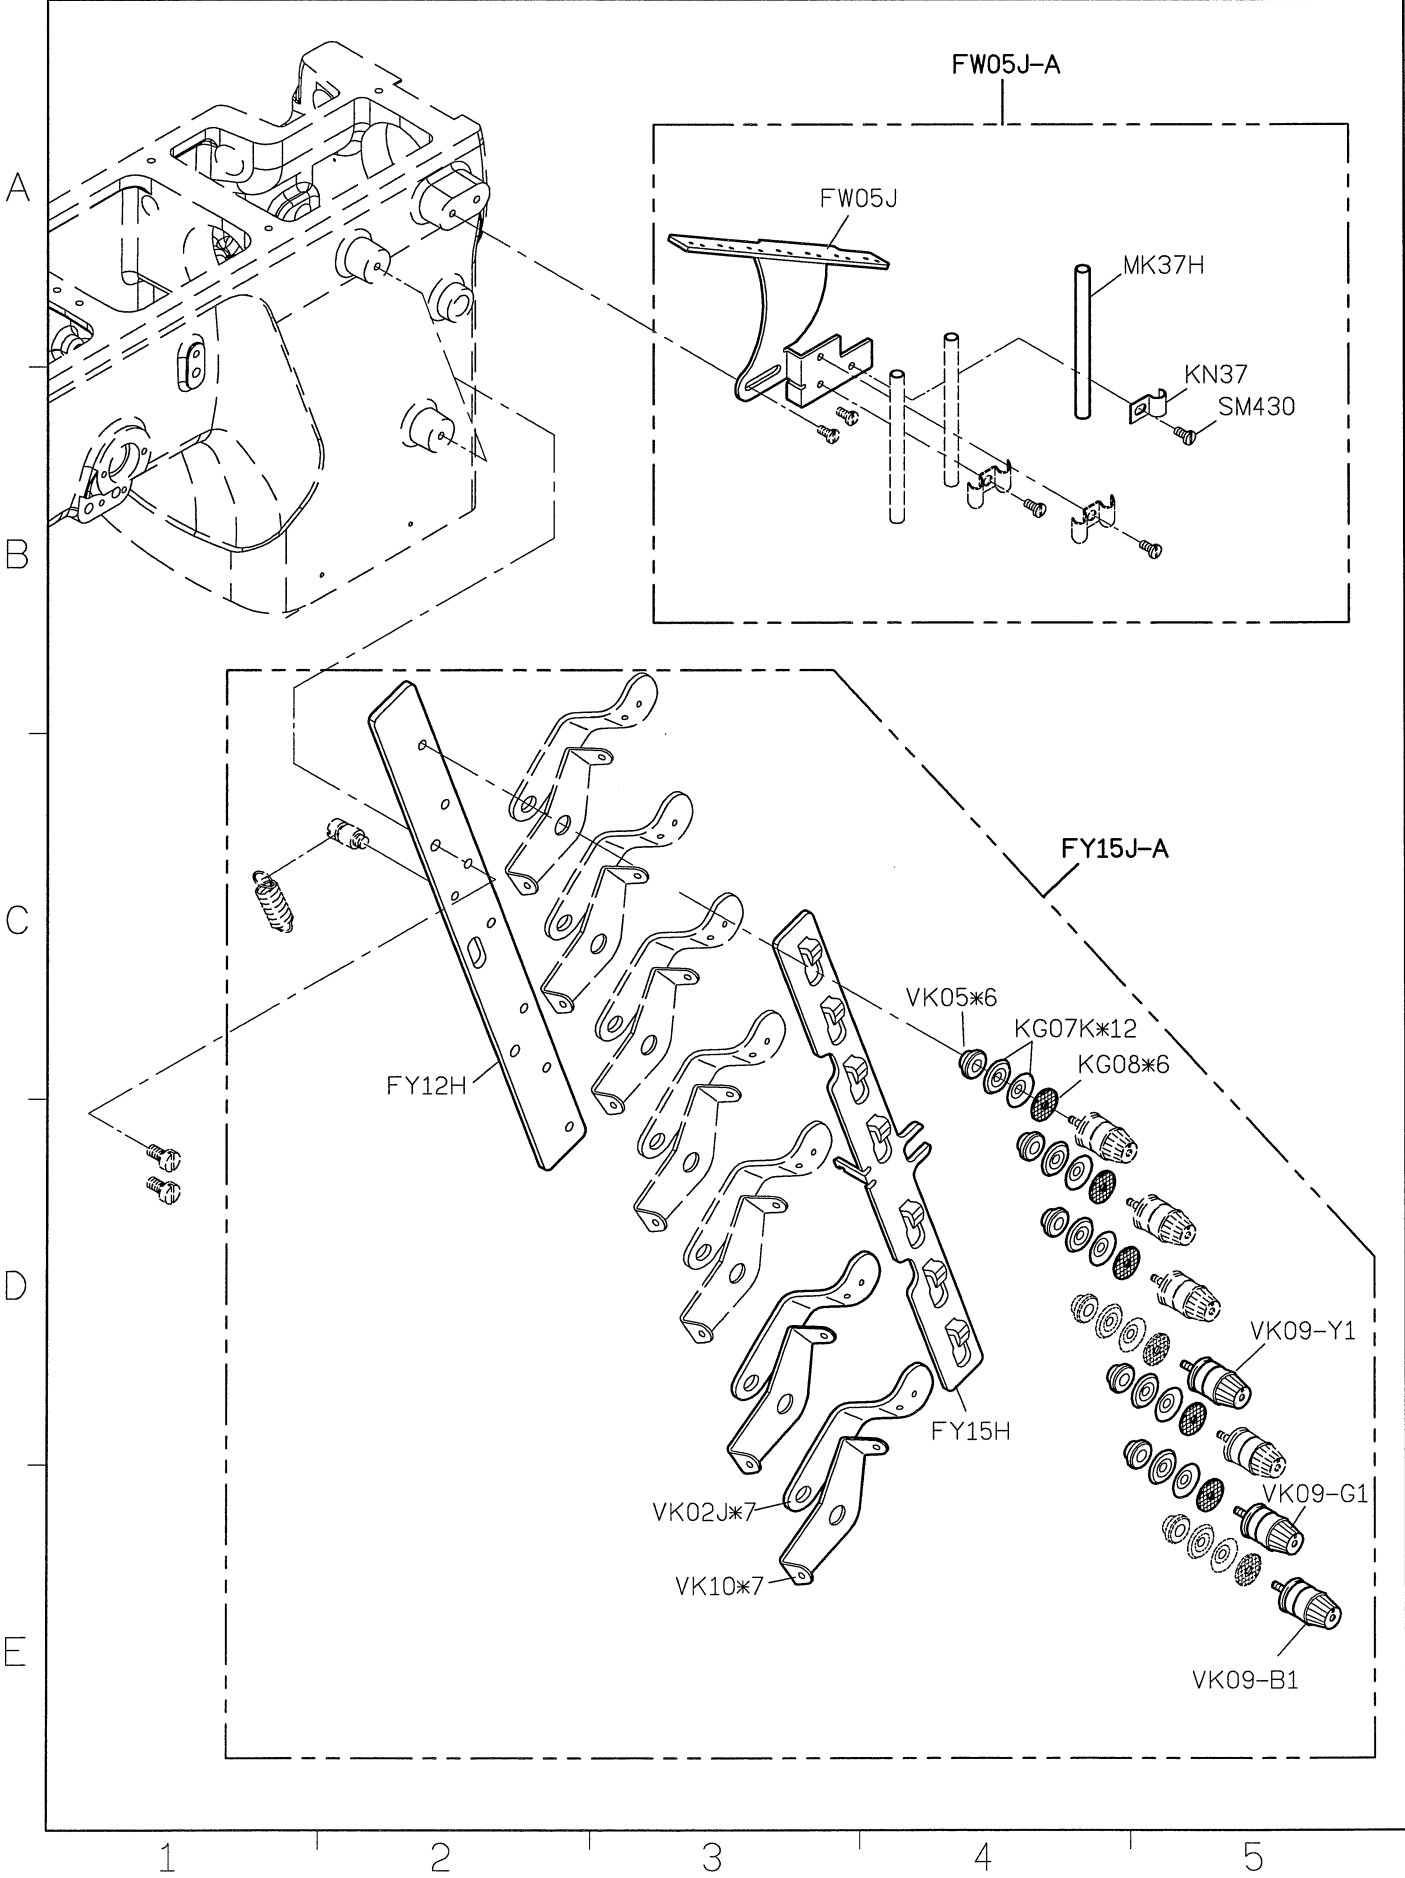 FW05J-A
A
FW05J
MK37H
KN37
SM430
B
FY15J-A
C
VK05*6
KG07K*12
KG08*6
FY12H
D
VK09-Y1
FY15H
VK09-G1
VK02J*7
VK10*7
E
VK09-B1
1 2 3 4 5